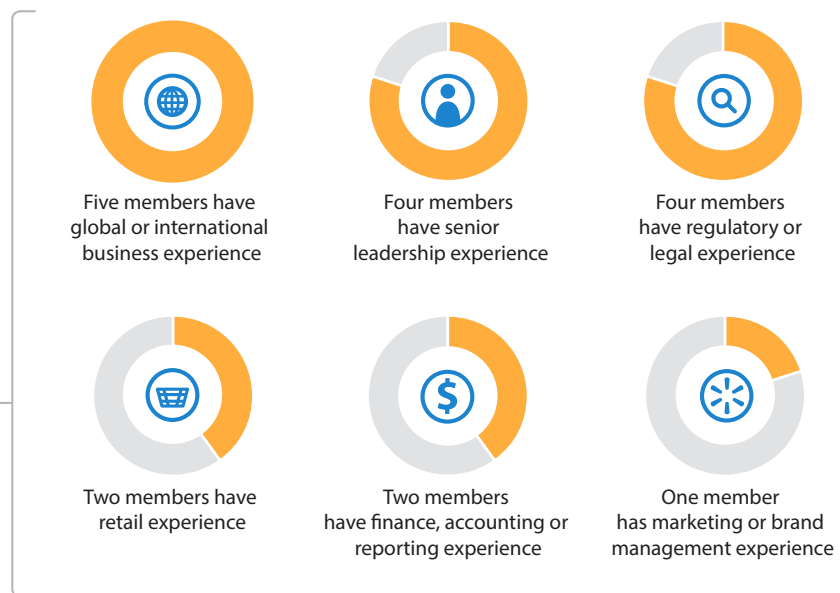 Five members have
global or international
business experience
Four members
have senior
leadership experience
Four members
have regulatory or
legal experience
$
Two members have
retail experience
Two members
have finance, accounting or
reporting experience
One member
has marketing or brand
management experience